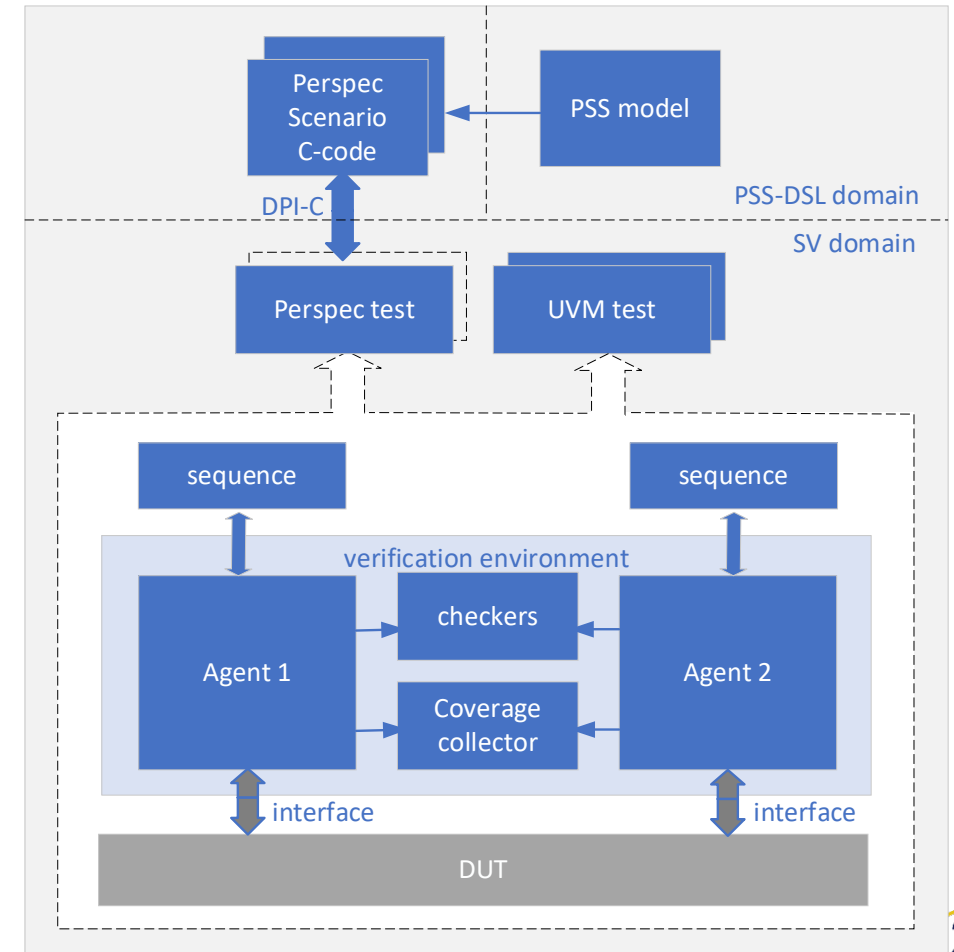 Perspec
Scenario
C-code
PSS model
DPI-C
PSS-DSL domain
SV domain
Perspec test
UVM test
sequence
sequence
verification environment
checkers
Agent 1
Agent 2
Coverage
collector
interface
interface
DUT